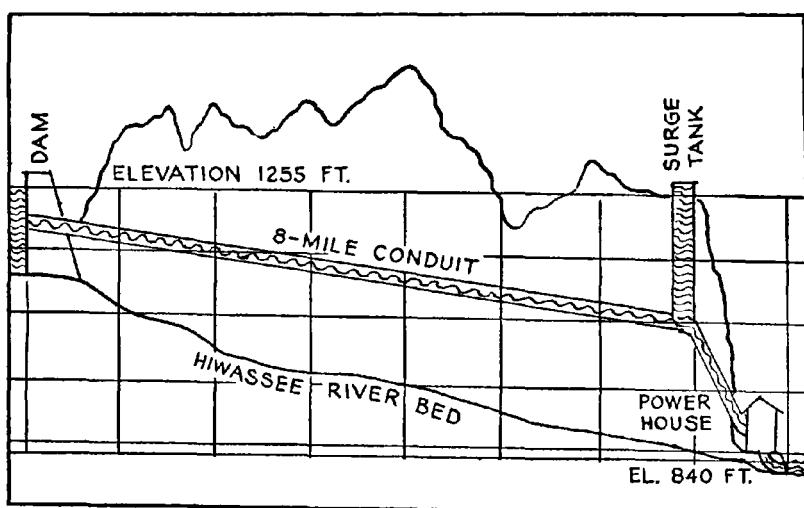 DAM
SURGE
TANK
ELEVATION 1255 FT.
8-MILE CONDUIT
HIWASSEE RIVER BED
POWER
HOUSE
EL. 840 FT.